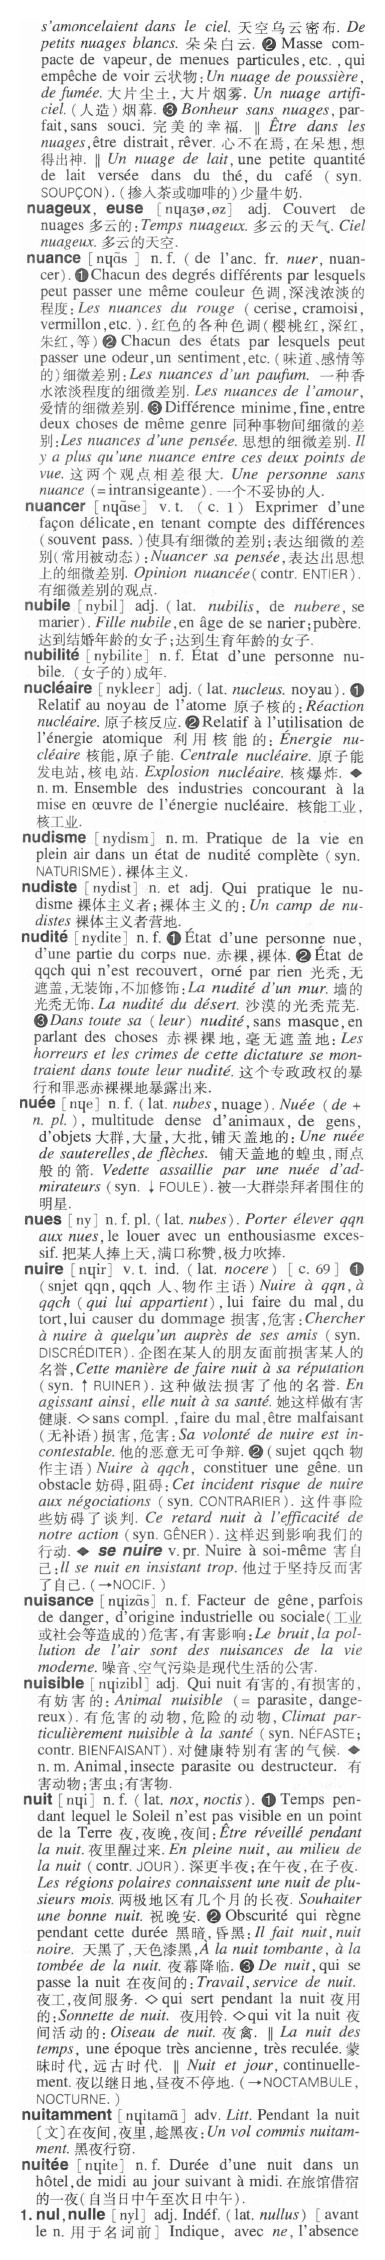 s'amoncelaient dans le ciel. 天空乌云密布. De
petits nuages blancs. 朵朵白云. ❷ Masse com-
pacte de vapeur, de menues particules, etc. , qui
empêche de voir 云状物: Un nuage de poussière,
de fumée. 大片尘土,大片烟雾. Un nuage artifi-
ciel. (人造) 烟幕. ❸ Bonheur sans nuages, par-
fait, sans souci. 完美的幸福. ‖ Être dans les
nuages, être distrait, rêver. 心不在焉,在呆想,想
得出神. ‖ Un nuage de lait, une petite quantité
de lait versée dans du thé, du café ( syn.
SOUPÇON). (掺入茶或咖啡的)少量牛奶.
nuageux, euse [nɥaʒø,øz] adj. Couvert de
nuages 多云的: Temps nuageux. 多云的天气. Ciel
nuageux. 多云的天空.
nuance [nɥɑ̃s ] n. f. ( de l'anc. fr. nuer, nuan-
cer). ❶ Chacun des degrés différents par lesquels
peut passer une même couleur 色调,深浅浓淡的
程度: Les nuances du rouge ( cerise, cramoisi,
vermillon, etc. ). 红色的各种色调(樱桃红,深红,
朱红,等) ❷ Chacun des états par lesquels peut
passer une odeur, un sentiment, etc. (味道、感情等
的)细微差别: Les nuances d'un paufum. 一种香
水浓淡程度的细微差别. Les nuances de l'amour,
爱情的细微差别. ❸ Différence minime, fine, entre
deux choses de même genre 同种事物间细微的差
别: Les nuances d'une pensée. 思想的细微差别. Il
y a plus qu'une nuance entre ces deux points de
vue. 这两个观点相差很大. Une personne sans
nuance (= intransigeante). 一个不妥协的人.
nuancer [nɥɑ̃se] v. t. ( c. 1) Exprimer d'une
façon délicate, en tenant compte des différences
(souvent pass. )使具有细微的差别;表达细微的差
别(常用被动态): Nuancer sa pensée, 表达出思想
上的细微差别. Opinion nuancée( contr. ENTIER).
有细微差别的观点.
nubile [nybil] adj. ( lat. nubilis, de nubere, se
marier). Fille nubile, en âge de se narier; pubère.
达到结婚年龄的女子;达到生育年龄的女子.
nubilité [nybilite] n. f. État d'une personne nu-
bile. (女子的)成年.
nucléaire [nykleɛr] adj. ( lat. nucleus. noyau). ❶
Relatif au noyau de l'atome 原子核的: Réaction
nucléaire. 原子核反应. ❷ Relatif à l'utilisation de
l'énergie atomique 利用核能的: Énergie nu-
cléaire 核能,原子能. Centrale nucléaire. 原子能
发电站,核电站. Explosion nucléaire. 核爆炸. ◆
n. m. Ensemble des industries concourant à la
mise en œuvre de l'énergie nucléaire. 核能工业,
核工业.
nudisme [nydism] n. m. Pratique de la vie en
plein air dans un état de nudité complète (syn.
NATURISME). 裸体主义.
nudiste [nydist] n. et adj. Qui pratique le nu-
disme 裸体主义者;裸体主义的: Un camp de nu-
distes 裸体主义者营地.
nudité [nydite] n. f. ❶ État d'une personne nue,
d'une partie du corps nue. 赤裸,裸体. ❷ État de
qqch qui n'est recouvert, orné par rien 光秃,无
遮盖,无装饰,不加修饰: La nudité d'un mur. 墙的
光秃无饰. La nudité du désert. 沙漠的光秃荒芜.
❸ Dans toute sa ( leur) nudité, sans masque, en
parlant des choses 赤裸裸地,毫无遮盖地: Les
horreurs et les crimes de cette dictature se mon-
traient dans toute leur nudité. 这个专政政权的暴
行和罪恶赤裸裸地暴露出来.
nuée [nɥe] n. f. ( lat. nubes, nuage). Nuée (de +
n. pl. ), multitude dense d'animaux, de gens,
d'objets 大群,大量,大批,铺天盖地的: Une nuée
de sauterelles, de flèches. 铺天盖地的蝗虫,雨点
般的箭. Vedette assaillie par une nuée d'ad-
mirateurs (syn. ↓ FOULE). 被一大群崇拜者围住的
明星.
nues [ny] n. f. pl. (lat. nubes). Porter élever qqn
aux nues, le louer avec un enthousiasme exces-
sif. 把某人捧上天,满口称赞,极力吹捧.
nuire [nɥir] v. t. ind. ( lat. nocere) [ c. 69 ] ❶
(snjet qqn, qqch 人、物作主语) Nuire à qqn, à
qqch ( qui lui appartient), lui faire du mal, du
tort, lui causer du dommage 损害,危害: Chercher
à nuire à quelqu'un auprès de ses amis ( syn.
DISCRÉDITER). 企图在某人的朋友面前损害某人的
名誉, Cette manière de faire nuit à sa réputation
(syn. ↑ RUINER). 这种做法损害了他的名誉. En
agissant ainsi, elle nuit à sa santé. 她这样做有害
健康. ◇ sans compl. , faire du mal, être malfaisant
(无补语)损害,危害: Sa volonté de nuire est in-
contestable. 他的恶意无可争辩. ❷ (sujet qqch 物
作主语) Nuire à qqch, constituer une gêne. un
obstacle 妨碍,阻碍: Cet incident risque de nuire
aux négociations ( syn. CONTRARIER). 这件事险
些妨碍了谈判. Ce retard nuit à l'efficacité de
notre action (syn. GÊNER). 这样迟到影响我们的
行动. ◆ se nuire v. pr. Nuire à soi-même 害自
己: Il se nuit en insistant trop. 他过于坚持反而害
了自己. (→NOCIF. )
nuisance [nɥizɑ̃s] n. f. Facteur de gêne, parfois
de danger, d'origine industrielle ou sociale(工业
或社会等造成的)危害,有害影响: Le bruit, la pol-
lution de l'air sont des nuisances de la vie
moderne. 噪音、空气污染是现代生活的公害.
nuisible [nɥizibl] adj. Qui nuit 有害的,有损害的,
有妨害的: Animal nuisible (= parasite, dange-
reux). 有危害的动物,危险的动物, Climat par-
ticulièrement nuisible à la santé (syn. NÉFASTE;
contr. BIENFAISANT). 对健康特别有害的气候. ◆
n. m. Animal, insecte parasite ou destructeur. 有
害动物;害虫;有害物.
nuit [nɥi] n. f. (lat. nox, noctis). ❶ Temps pen-
dant lequel le Soleil n'est pas visible en un point
de la Terre 夜,夜晚,夜间: Être réveillé pendant
la nuit. 夜里醒过来. En pleine nuit, au milieu de
la nuit (contr. JOUR). 深更半夜;在午夜,在子夜.
Les régions polaires connaissent une nuit de plu-
sieurs mois. 两极地区有几个月的长夜. Souhaiter
une bonne nuit. 祝晚安. ❷ Obscurité qui règne
pendant cette durée 黑暗,昏黑: Il fait nuit, nuit
noire. 天黑了,天色漆黑, À la nuit tombante, à la
tombée de la nuit. 夜幕降临. ❸ De nuit, qui se
passe la nuit 在夜间的: Travail, service de nuit.
夜工,夜间服务. ◇ qui sert pendant la nuit 夜用
的: Sonnette de nuit. 夜用铃. ◇ qui vit la nuit 夜
间活动的: Oiseau de nuit. 夜禽. ‖ La nuit des
temps, une époque très ancienne, très reculée. 蒙
昧时代,远古时代. ‖ Nuit et jour, continuelle-
ment. 夜以继日地,昼夜不停地. (→NOCTAMBULE,
NOCTURNE. )
nuitamment [nɥitamɑ̃] adv. Litt. Pendant la nuit
〔文〕在夜间,夜里,趁黑夜: Un vol commis nuitam-
ment. 黑夜行窃.
nuitée [nɥite] n. f. Durée d'une nuit dans un
hôtel, de midi au jour suivant à midi. 在旅馆借宿
的一夜(自当日中午至次日中午).
1. nul, nulle [nyl] adj. Indéf. (lat. nullus) [avant
le n. 用于名词前] Indique, avec ne, l'absence